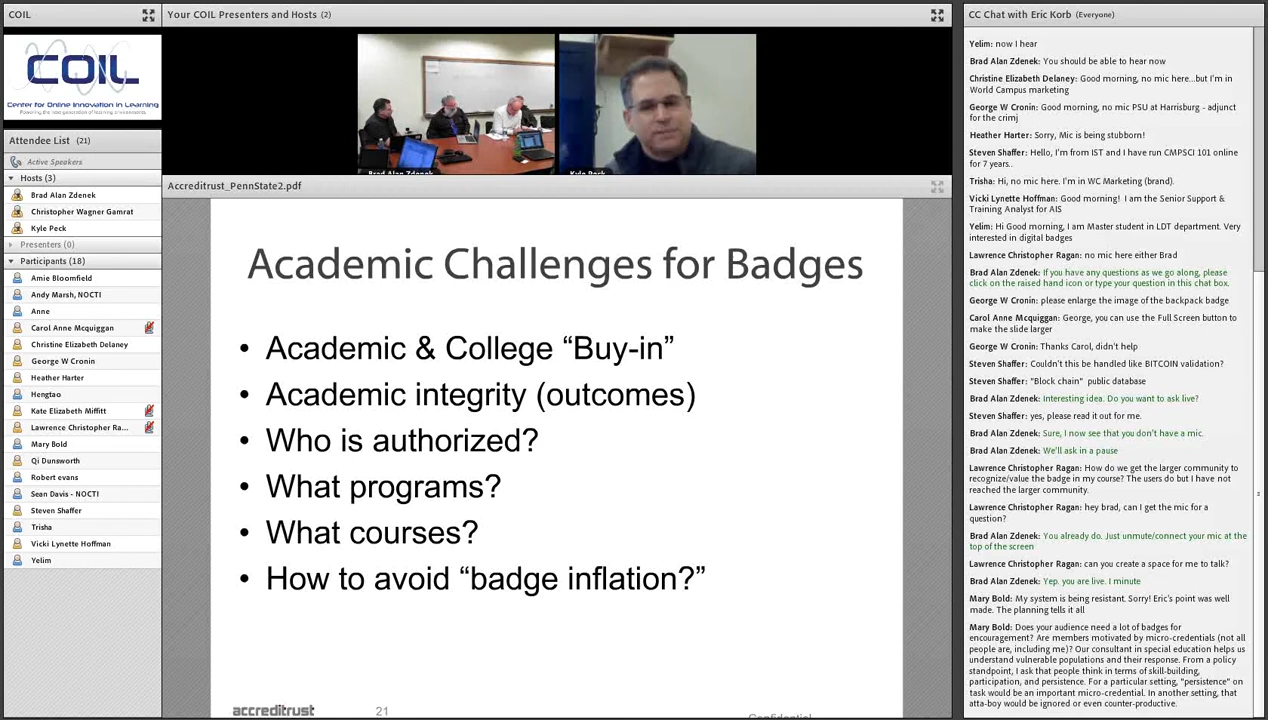 COIL
COIL
Center for Online Innovation in Learning
Attendee List (21)
Active Speakers
Hosts (3)
Brad Alan Zdenek
Christopher Wagner Gamrat
Kyle Peck
Presenters (0)
Participants (18)
Amie Bloomfield
Andy Marsh, NOCTI
Anne
Carol Anne Mcquiggan
Christine Elizabeth Delaney
George W Cronin
Heather Harter
Hengtao
Kate Elizabeth Miffitt
Lawrence Christopher Ra...
Mary Bold
Qi Dunsworth
Robert evans
Sean Davis - NOCTI
Steven Shaffer
Trisha
Vicki Lynette Hoffman
Yelim
Your COIL Presenters and Hosts (2)
Brad Alan Zdenek
Kyle Peck
Accreditrust_PennState2.pdf
Academic Challenges for Badges
• Academic & College “Buy-in”
• Academic integrity (outcomes)
• Who is authorized?
• What programs?
• What courses?
• How to avoid “badge inflation?”
accreditrust
21
Confidential
CC Chat with Eric Korb (Everyone)
Yelim: now I hear
Brad Alan Zdenek: You should be able to hear now
Christine Elizabeth Delaney: Good morning, no mic here...but I'm in
World Campus marketing
George W Cronin: Good morning, no mic PSU at Harrisburg - adjunct
for the crimj
Heather Harter: Sorry, Mic is being stubborn!
Steven Shaffer: Hello, I'm from IST and I have run CMPSCI 101 online
for 7 years..
Trisha: Hi, no mic here. I'm in WC Marketing (brand).
Vicki Lynette Hoffman: Good morning! I am the Senior Support &
Training Analyst for AIS
Yelim: Hi Good morning, I am Master student in LDT department. Very
interested in digital badges
Lawrence Christopher Ragan: no mic here either Brad
Brad Alan Zdenek: If you have any questions as we go along, please
click on the raised hand icon or type your question in this chat box.
George W Cronin: please enlarge the image of the backpack badge
Carol Anne Mcquiggan: George, you can use the Full Screen button to
make the slide larger
George W Cronin: Thanks Carol, didn't help
Steven Shaffer: Couldn't this be handled like BITCOIN validation?
Steven Shaffer: "Block chain" public database
Brad Alan Zdenek: Interesting idea. Do you want to ask live?
Steven Shaffer: yes, please read it out for me.
Brad Alan Zdenek: Sure, I now see that you don't have a mic.
Brad Alan Zdenek: We'll ask in a pause
Lawrence Christopher Ragan: How do we get the larger community to
recognize/value the badge in my course? The users do but I have not
reached the larger community.
Lawrence Christopher Ragan: hey brad, can I get the mic for a
question?
Brad Alan Zdenek: You already do. Just unmute/connect your mic at the
top of the screen
Lawrence Christopher Ragan: can you create a space for me to talk?
Brad Alan Zdenek: Yep. you are live. I minute
Mary Bold: My system is being resistant. Sorry! Eric's point was well
made. The planning tells it all
Mary Bold: Does your audience need a lot of badges for
encouragement? Are members motivated by micro-credentials (not all
people are, including me)? Our consultant in special education helps us
understand vulnerable populations and their response. From a policy
standpoint, I ask that people think in terms of skill-building,
participation, and persistence. For a particular setting, "persistence" on
task would be an important micro-credential. In another setting, that
atta-boy would be ignored or even counter-productive.